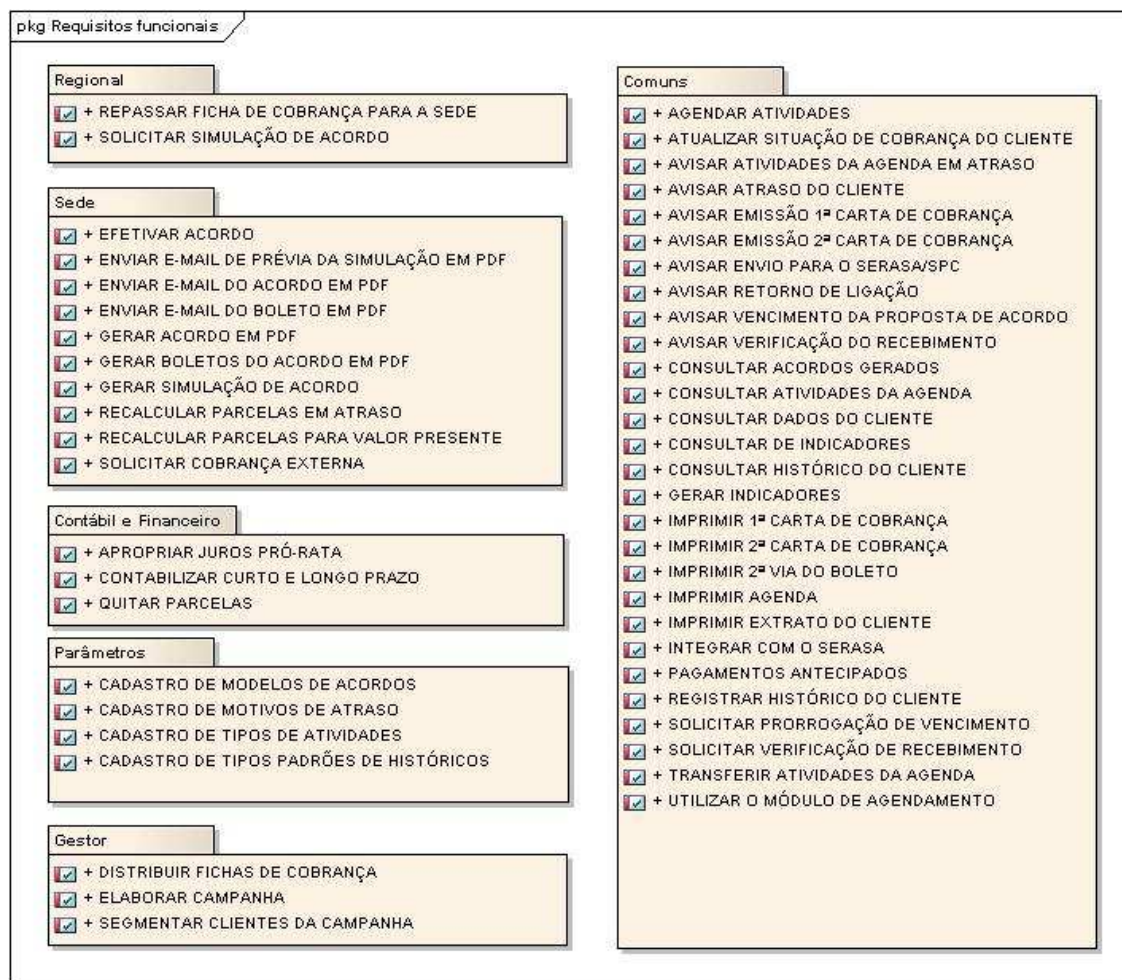 pkg Requisitos funcionais
Regional
+ REPASSAR FICHA DE COBRANÇA PARA A SEDE
+ SOLICITAR SIMULAÇÃO DE ACORDO
Sede
+ EFETIVAR ACORDO
+ ENVIAR E-MAIL DE PRÉVIA DA SIMULAÇÃO EM PDF
+ ENVIAR E-MAIL DO ACORDO EM PDF
+ ENVIAR E-MAIL DO BOLETO EM PDF
+ GERAR ACORDO EM PDF
+ GERAR BOLETOS DO ACORDO EM PDF
+ GERAR SIMULAÇÃO DE ACORDO
+ RECALCULAR PARCELAS EM ATRASO
+ RECALCULAR PARCELAS PARA VALOR PRESENTE
+ SOLICITAR COBRANÇA EXTERNA
Contábil e Financeiro
+ APROPRIAR JUROS PRÓ-RATA
+ CONTABILIZAR CURTO E LONGO PRAZO
+ QUITAR PARCELAS
Parâmetros
+ CADASTRO DE MODELOS DE ACORDOS
+ CADASTRO DE MOTIVOS DE ATRASO
+ CADASTRO DE TIPOS DE ATIVIDADES
+ CADASTRO DE TIPOS PADRÕES DE HISTÓRICOS
Gestor
+ DISTRIBUIR FICHAS DE COBRANÇA
+ ELABORAR CAMPANHA
+ SEGMENTAR CLIENTES DA CAMPANHA
Comuns
+ AGENDAR ATIVIDADES
+ ATUALIZAR SITUAÇÃO DE COBRANÇA DO CLIENTE
+ AVISAR ATIVIDADES DA AGENDA EM ATRASO
+ AVISAR ATRASO DO CLIENTE
+ AVISAR EMISSÃO 1ª CARTA DE COBRANÇA
+ AVISAR EMISSÃO 2ª CARTA DE COBRANÇA
+ AVISAR ENVIO PARA O SERASA/SPC
+ AVISAR RETORNO DE LIGAÇÃO
+ AVISAR VENCIMENTO DA PROPOSTA DE ACORDO
+ AVISAR VERIFICAÇÃO DO RECEBIMENTO
+ CONSULTAR ACORDOS GERADOS
+ CONSULTAR ATIVIDADES DA AGENDA
+ CONSULTAR DADOS DO CLIENTE
+ CONSULTAR DE INDICADORES
+ CONSULTAR HISTÓRICO DO CLIENTE
+ GERAR INDICADORES
+ IMPRIMIR 1ª CARTA DE COBRANÇA
+ IMPRIMIR 2ª CARTA DE COBRANÇA
+ IMPRIMIR 2ª VIA DO BOLETO
+ IMPRIMIR AGENDA
+ IMPRIMIR EXTRATO DO CLIENTE
+ INTEGRAR COM O SERASA
+ PAGAMENTOS ANTECIPADOS
+ REGISTRAR HISTÓRICO DO CLIENTE
+ SOLICITAR PRORROGAÇÃO DE VENCIMENTO
+ SOLICITAR VERIFICAÇÃO DE RECEBIMENTO
+ TRANSFERIR ATIVIDADES DA AGENDA
+ UTILIZAR O MÓDULO DE AGENDAMENTO